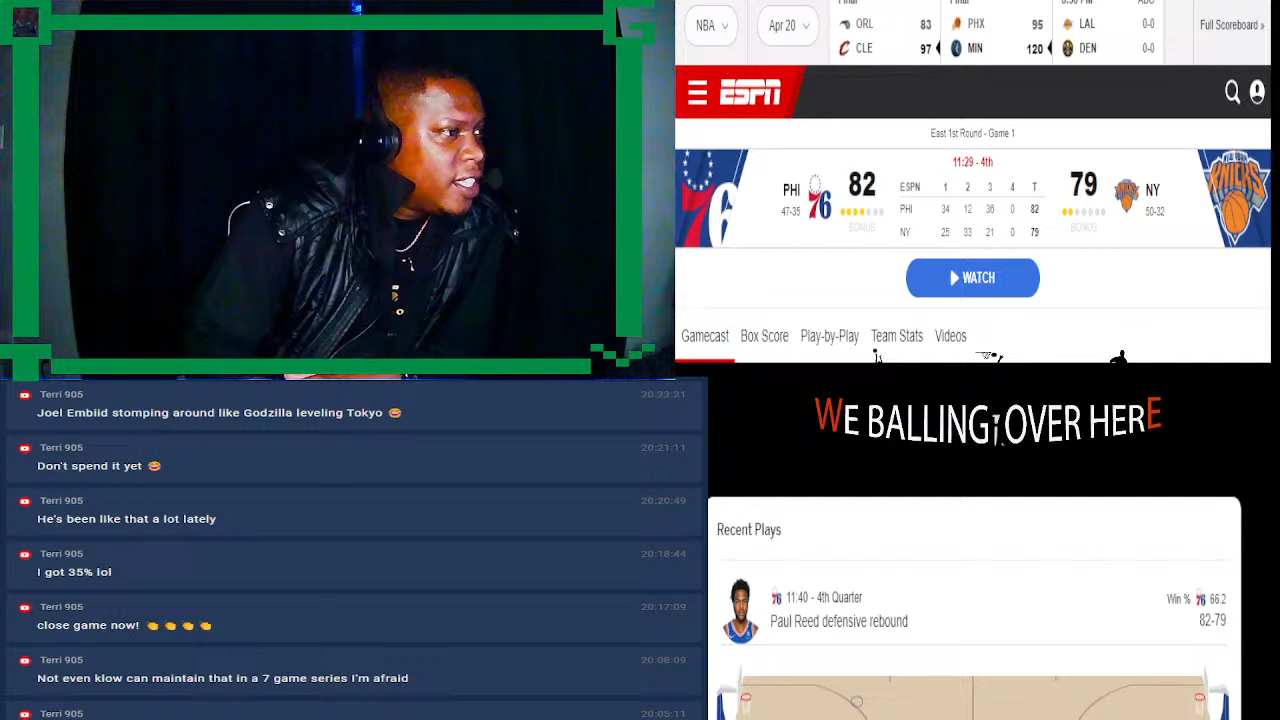 NBA
Apr 20
ORL 83
CLE 97
PHX 95
MIN 120
LAL 0-0
DEN 0-0
Full Scoreboard »
ESPN
East 1st Round - Game 1
11:29 - 4th
PHI
47-35
82
BONUS
ESPN 1 2 3 4 T
PHI 34 12 36 0 82
NY 25 33 21 0 79
79
BONUS
NY
50-32
KNICKS
WATCH
Gamecast Box Score Play-by-Play Team Stats Videos
Terri 905 20:23:21
Joel Embiid stomping around like Godzilla leveling Tokyo
Terri 905 20:21:11
Don't spend it yet
Terri 905 20:20:49
He's been like that a lot lately
Terri 905 20:18:44
I got 35% lol
Terri 905 20:17:09
close game now! 👏 👏 👏 👏
Terri 905 20:08:09
Not even klow can maintain that in a 7 game series I'm afraid
Terri 905 20:05:11
WE BALLING OVER HERE
Recent Plays
11:40 - 4th Quarter
Paul Reed defensive rebound
Win % 66.2
82-79